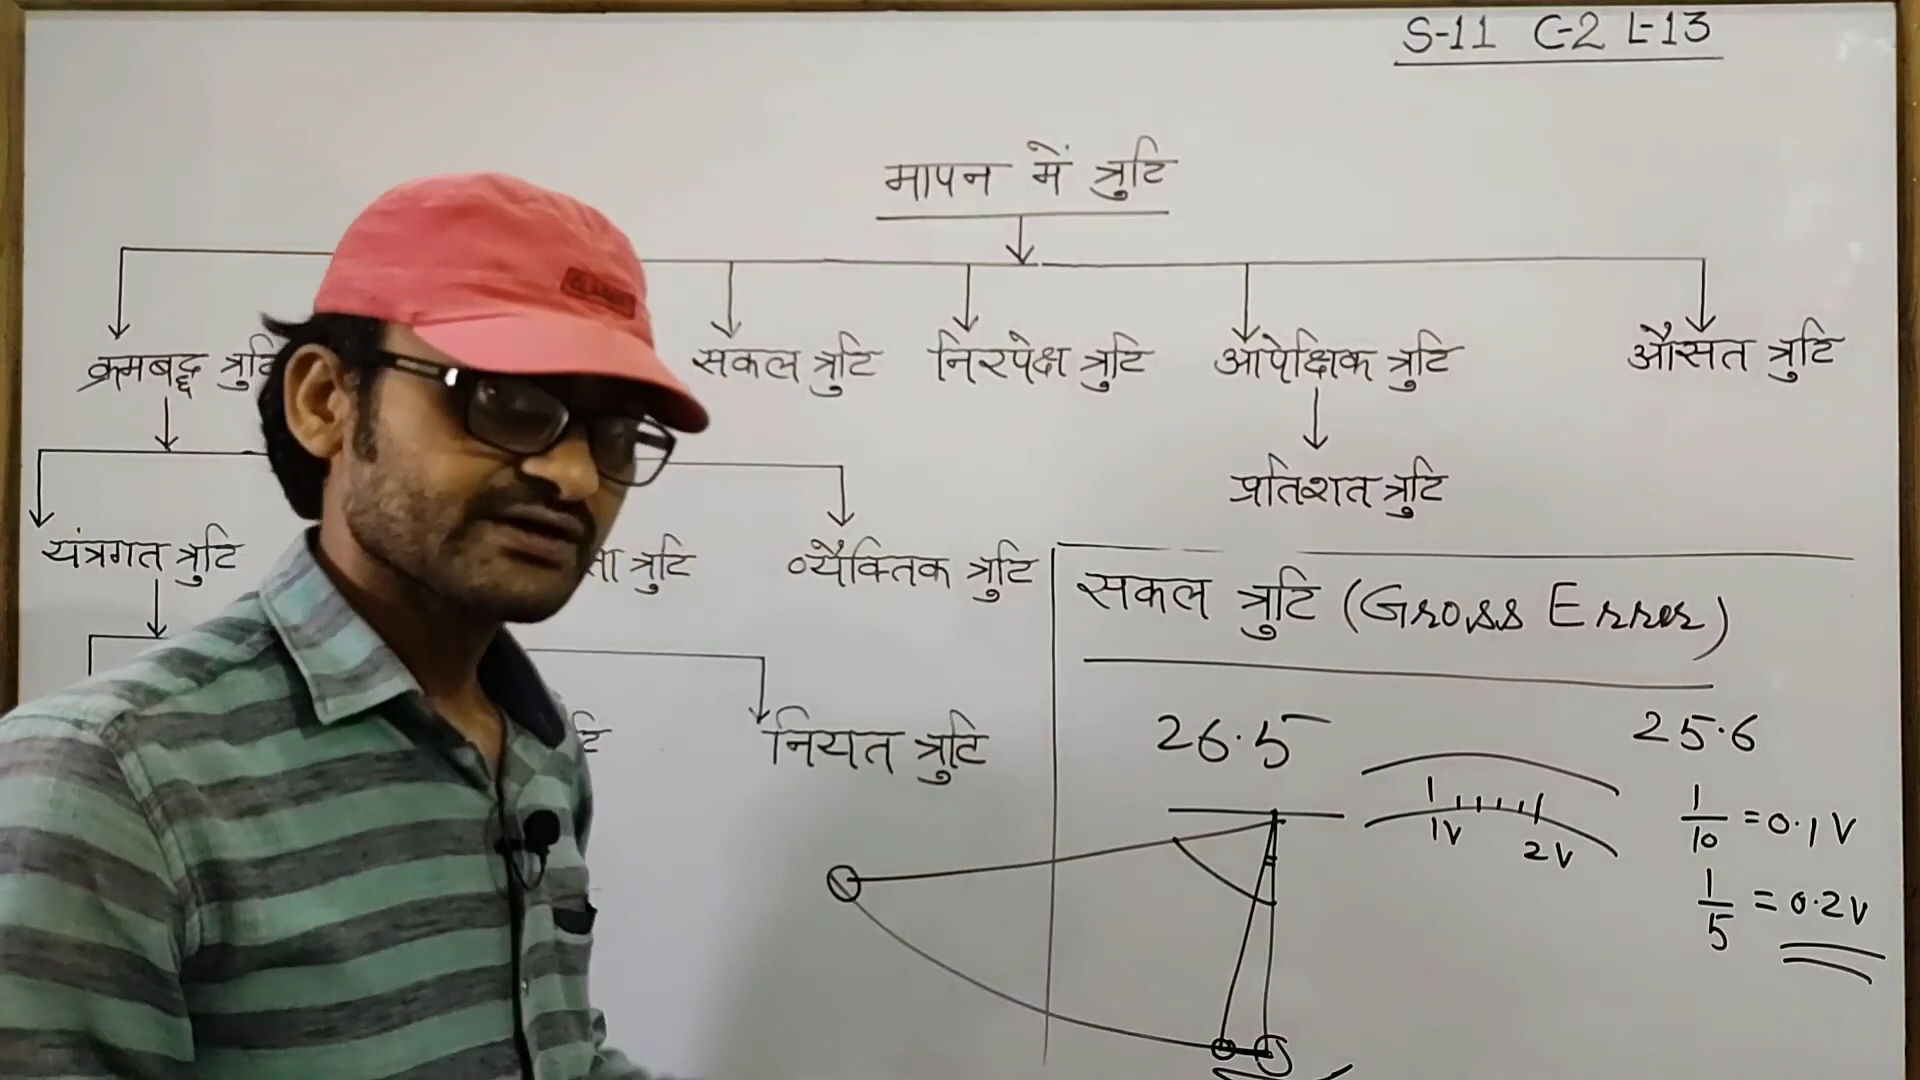 S-11 C-2 L-13
मापन में त्रुटि
क्रमबद्ध त्रुटि सकल त्रुटि निरपेक्ष त्रुटि आपेक्षिक त्रुटि औसत त्रुटि
प्रतिशत त्रुटि
यंत्रगत त्रुटि त्रुटि व्यैक्तिक त्रुटि
सकल त्रुटि (Gross Error)
नियत त्रुटि
26.5 25.6
1V 2V
1/10 = 0.1V
1/5 = 0.2V